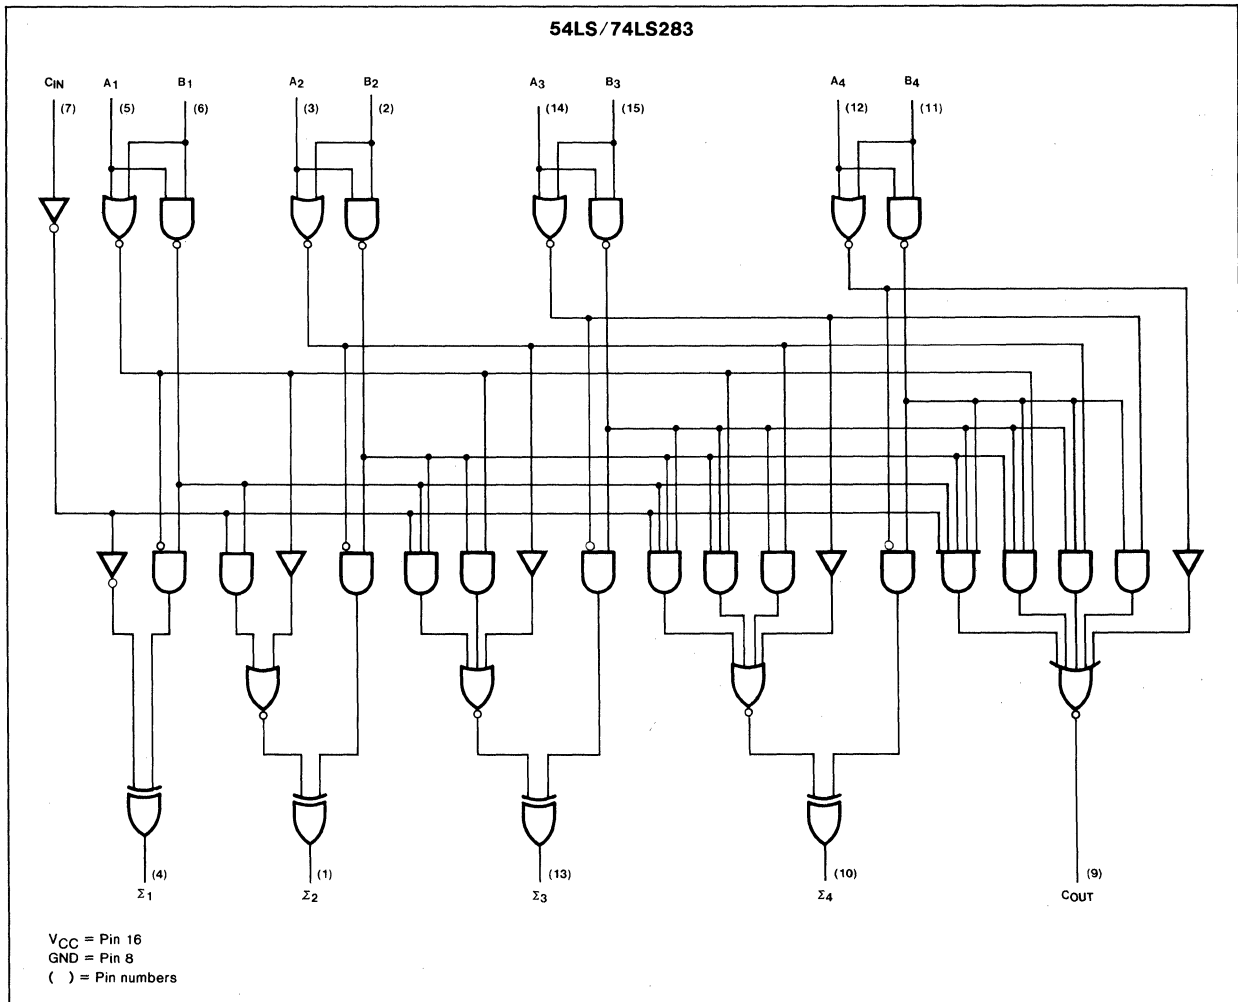 54LS/74LS283
CIN A1 B1 A2 B2 A3 B3 A4 B4
(7) (5) (6) (3) (2) (14) (15) (12) (11)
(4) (1) (13) (10) (9)
Σ1 Σ2 Σ3 Σ4 COUT
VCC = Pin 16
GND = Pin 8
( ) = Pin numbers